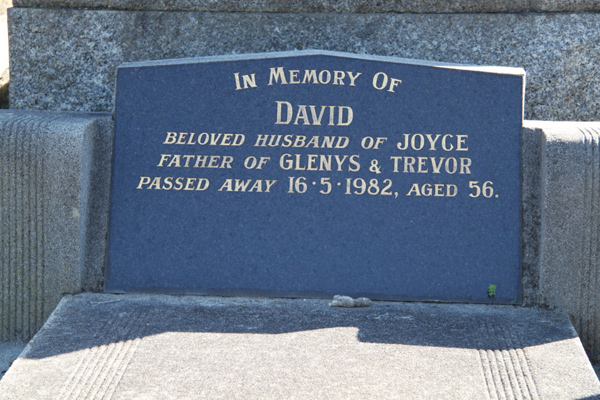 In Memory Of
DAVID
BELOVED HUSBAND OF JOYCE
FATHER OF GLENYS & TREVOR
PASSED AWAY 16·5·1982, AGED 56.